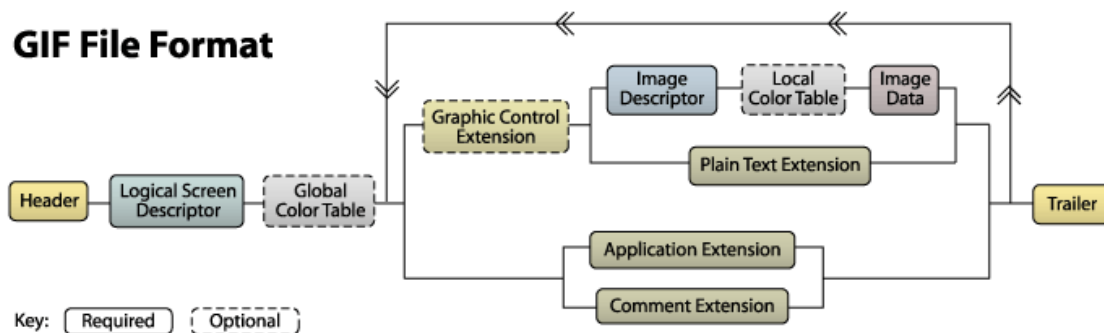 GIF File Format
Image
Descriptor
Local
Color Table
Image
Data
Graphic Control
Extension
Plain Text Extension
Header
Logical Screen
Descriptor
Global
Color Table
Trailer
Application Extension
Comment Extension
Key: Required Optional